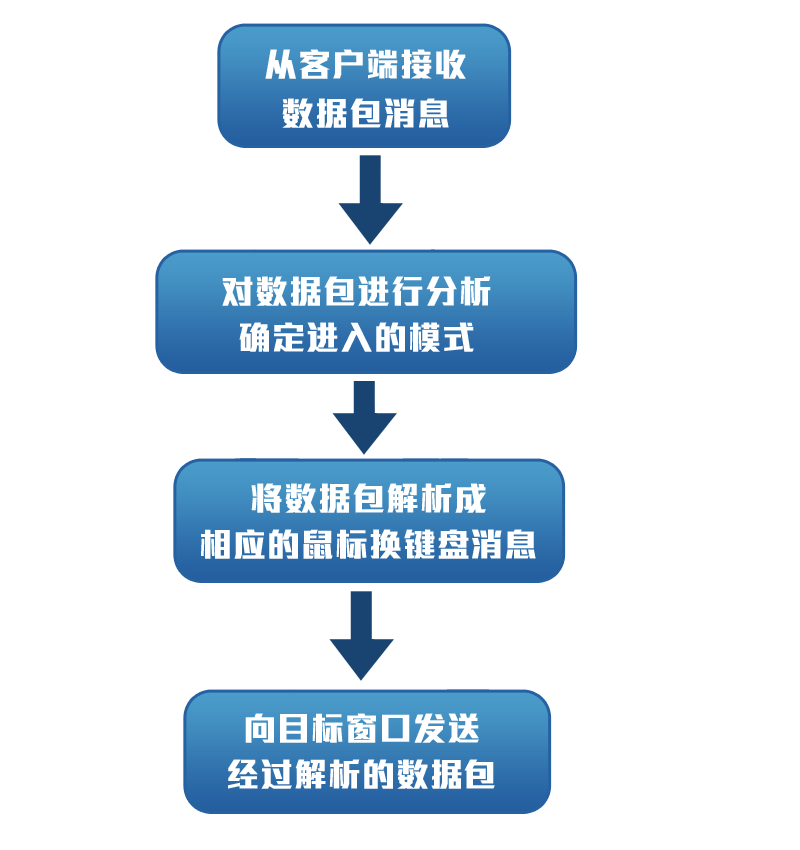 从客户端接收
数据包消息
对数据包进行分析
确定进入的模式
将数据包解析成
相应的鼠标换键盘消息
向目标窗口发送
经过解析的数据包